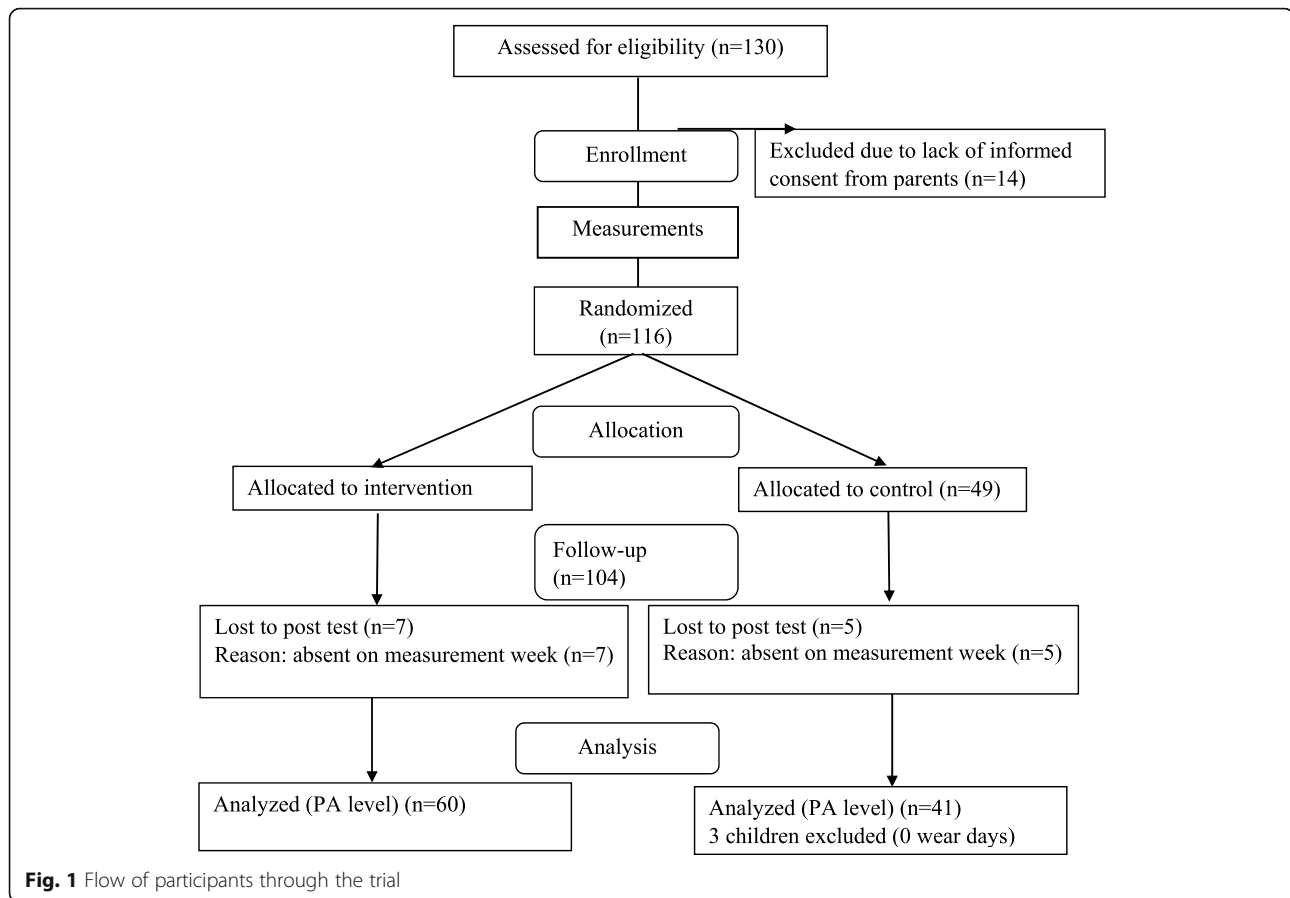 Assessed for eligibility (n=130)
Enrollment
Excluded due to lack of informed
consent from parents (n=14)
Measurements
Randomized
(n=116)
Allocation
Allocated to intervention
Allocated to control (n=49)
Follow-up
(n=104)
Lost to post test (n=7)
Reason: absent on measurement week (n=7)
Lost to post test (n=5)
Reason: absent on measurement week (n=5)
Analysis
Analyzed (PA level) (n=60)
Analyzed (PA level) (n=41)
3 children excluded (0 wear days)
Fig. 1 Flow of participants through the trial